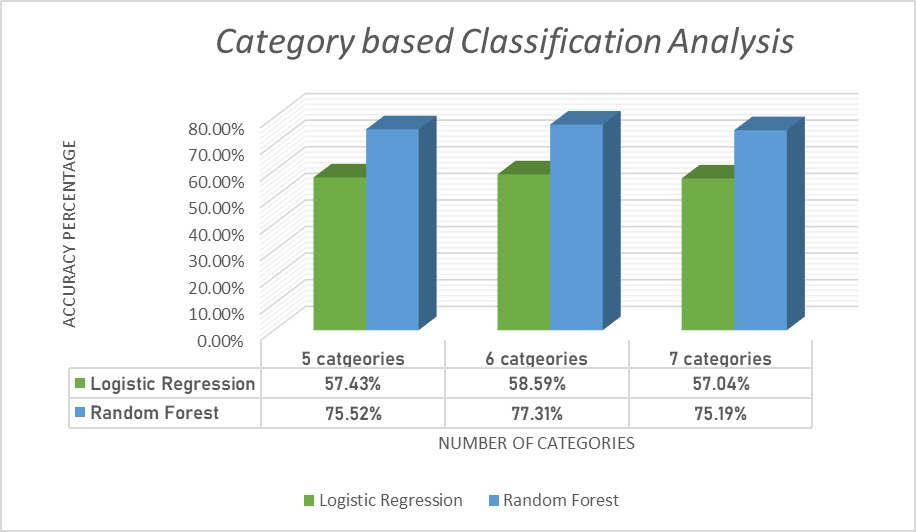 Category based Classification Analysis
ACCURACY PERCENTAGE
80.00%
70.00%
60.00%
50.00%
40.00%
30.00%
20.00%
10.00%
0.00%
5 catgeories 6 catgeories 7 categories
Logistic Regression 57.43% 58.59% 57.04%
Random Forest 75.52% 77.31% 75.19%
NUMBER OF CATEGORIES
Logistic Regression Random Forest